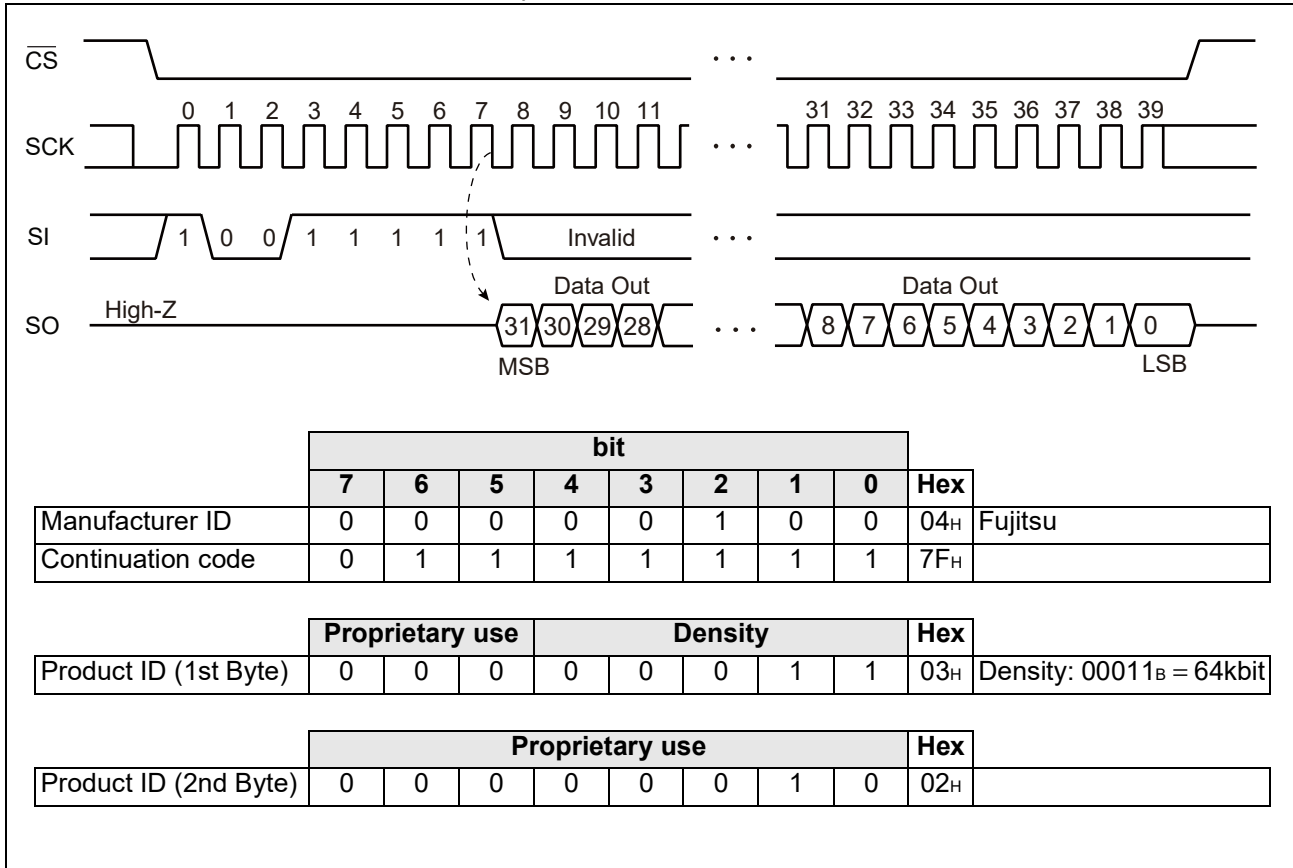 CS
0 1 2 3 4 5 6 7 8 9 10 11 31 32 33 34 35 36 37 38 39
SCK
SI 1 0 0 1 1 1 1 1 Invalid
Data Out Data Out
High-Z
SO 31 30 29 28 8 7 6 5 4 3 2 1 0
MSB LSB
bit
7 6 5 4 3 2 1 0 Hex
Manufacturer ID 0 0 0 0 0 1 0 0 04H Fujitsu
Continuation code 0 1 1 1 1 1 1 1 7FH
Proprietary use Density Hex
Product ID (1st Byte) 0 0 0 0 0 0 1 1 03H Density: 00011B = 64kbit
Proprietary use Hex
Product ID (2nd Byte) 0 0 0 0 0 0 1 0 02H